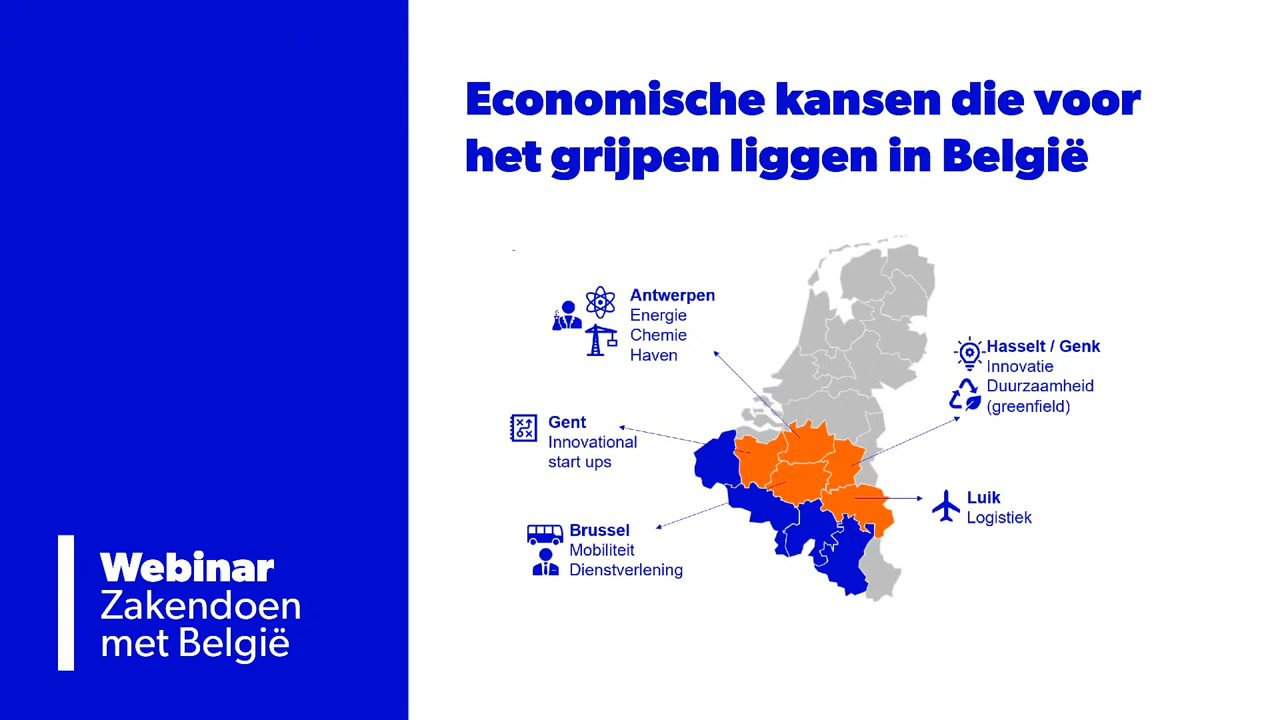 Economische kansen die voor
het grijpen liggen in België
Antwerpen
Energie
Chemie
Haven
Hasselt / Genk
Innovatie
Duurzaamheid
(greenfield)
Gent
Innovational
start ups
Luik
Logistiek
Brussel
Mobiliteit
Dienstverlening
Webinar
Zakendoen
met België